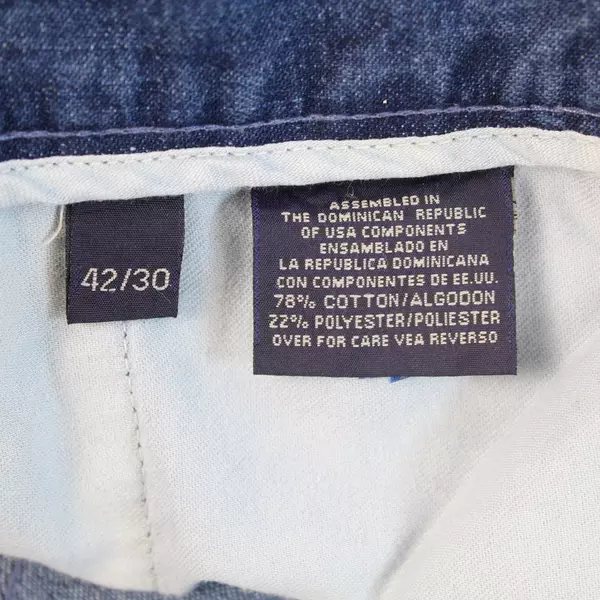 42/30
ASSEMBLED IN
THE DOMINICAN REPUBLIC
OF USA COMPONENTS
ENSAMBLADO EN
LA REPUBLICA DOMINICANA
CON COMPONENTES DE EE.UU.
78% COTTON/ALGODON
22% POLYESTER/POLIESTER
OVER FOR CARE VEA REVERSO